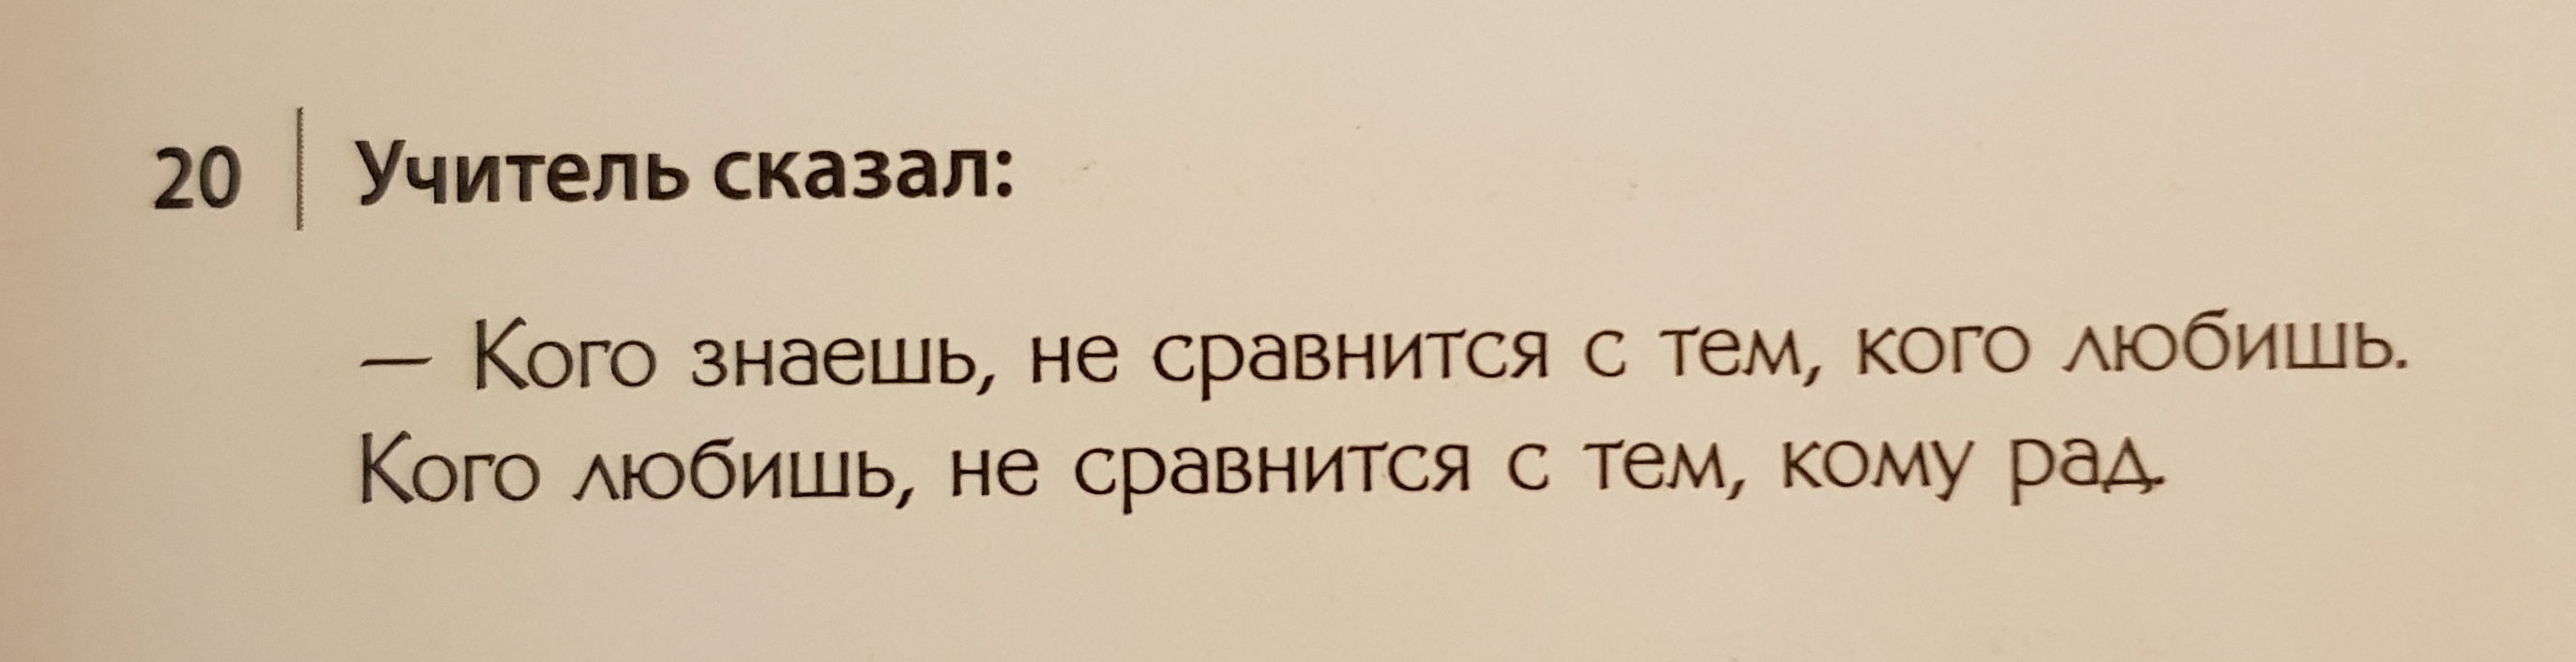 20 | Учитель сказал:
— Кого знаешь, не сравнится с тем, кого любишь.
Кого любишь, не сравнится с тем, кому рад.